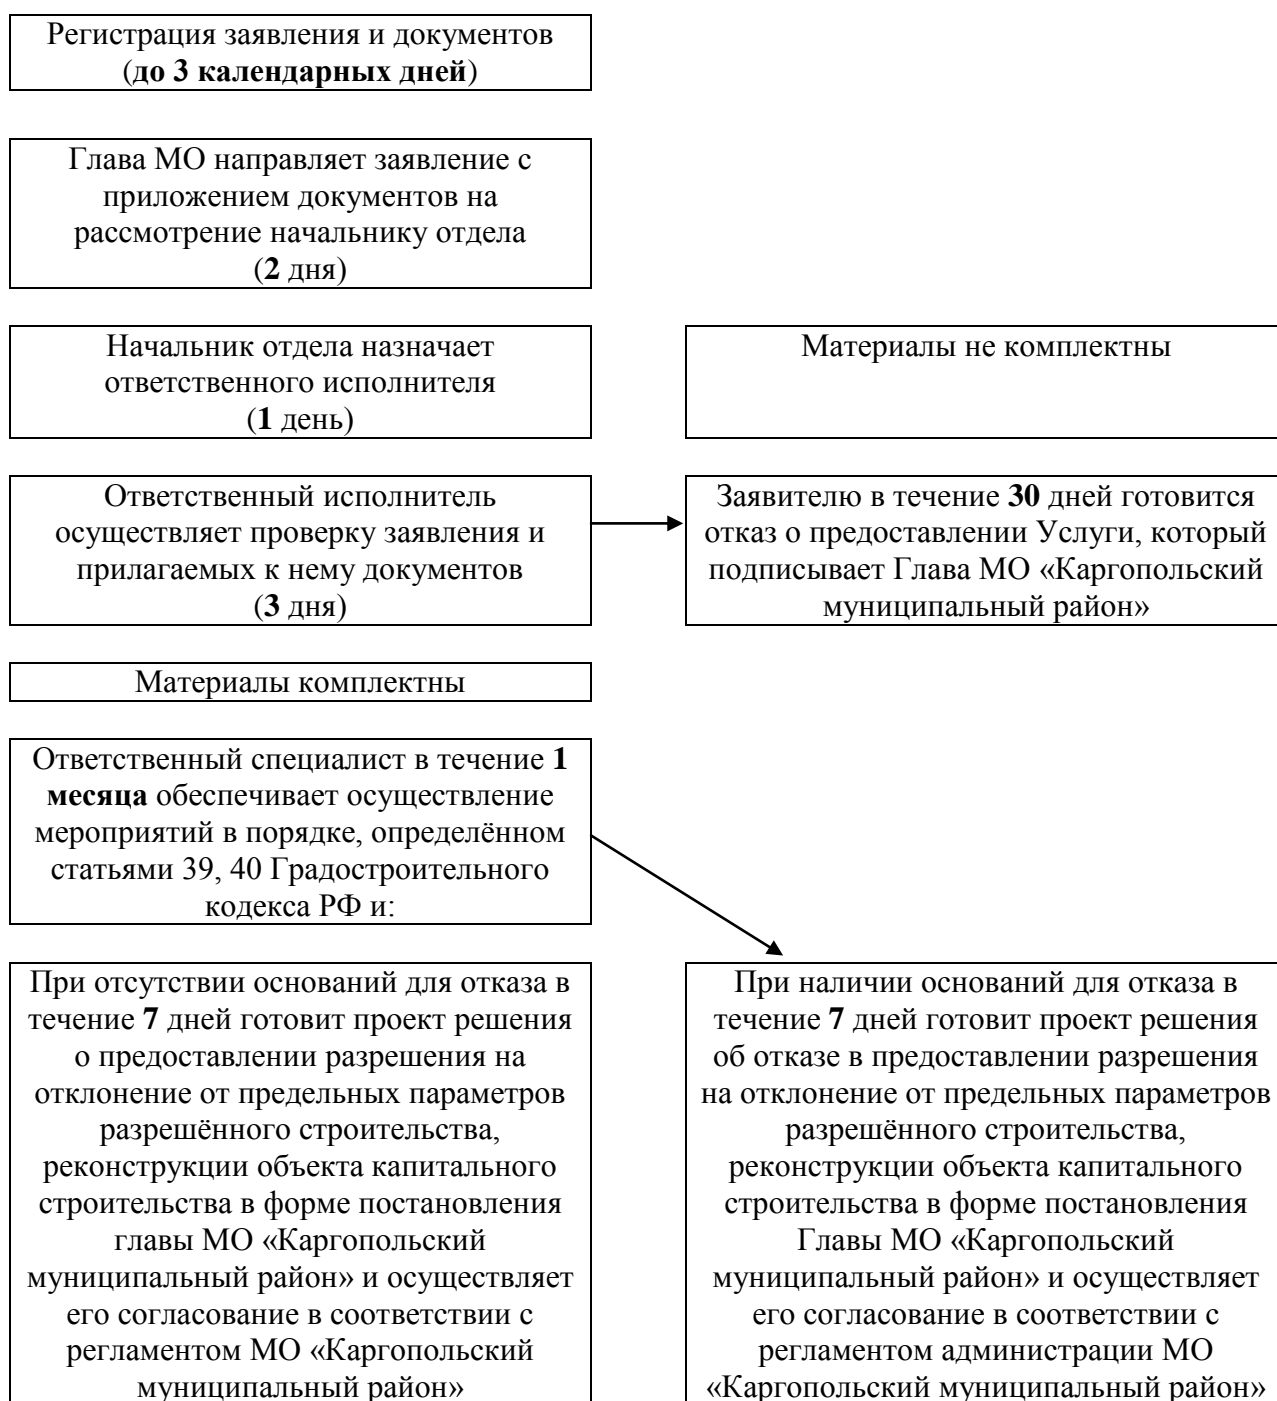 Регистрация заявления и документов
(до 3 календарных дней)
Глава МО направляет заявление с
приложением документов на
рассмотрение начальнику отдела
(2 дня)
Начальник отдела назначает
ответственного исполнителя
(1 день)
Материалы не комплектны
Ответственный исполнитель
осуществляет проверку заявления и
прилагаемых к нему документов
(3 дня)
Заявителю в течение 30 дней готовится
отказ о предоставлении Услуги, который
подписывает Глава МО «Каргопольский
муниципальный район»
Материалы комплектны
Ответственный специалист в течение 1
месяца обеспечивает осуществление
мероприятий в порядке, определённом
статьями 39, 40 Градостроительного
кодекса РФ и:
При отсутствии оснований для отказа в
течение 7 дней готовит проект решения
о предоставлении разрешения на
отклонение от предельных параметров
разрешённого строительства,
реконструкции объекта капитального
строительства в форме постановления
главы МО «Каргопольский
муниципальный район» и осуществляет
его согласование в соответствии с
регламентом МО «Каргопольский
муниципальный район»
При наличии оснований для отказа в
течение 7 дней готовит проект решения
об отказе в предоставлении разрешения
на отклонение от предельных параметров
разрешённого строительства,
реконструкции объекта капитального
строительства в форме постановления
Главы МО «Каргопольский
муниципальный район» и осуществляет
его согласование в соответствии с
регламентом администрации МО
«Каргопольский муниципальный район»